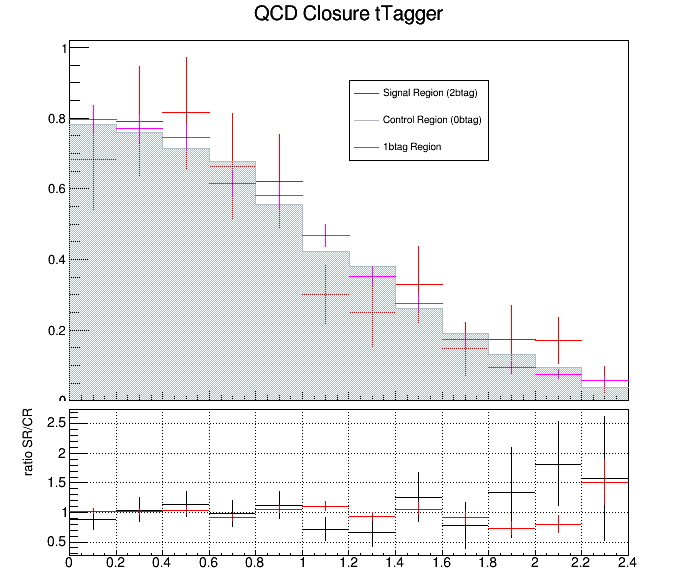 QCD Closure tTagger
1
0.8
0.6
0.4
0.2
0
Signal Region (2btag)
Control Region (0btag)
1btag Region
ratio SR/CR
2.5
2
1.5
1
0.5
0 0.2 0.4 0.6 0.8 1 1.2 1.4 1.6 1.8 2 2.2 2.4